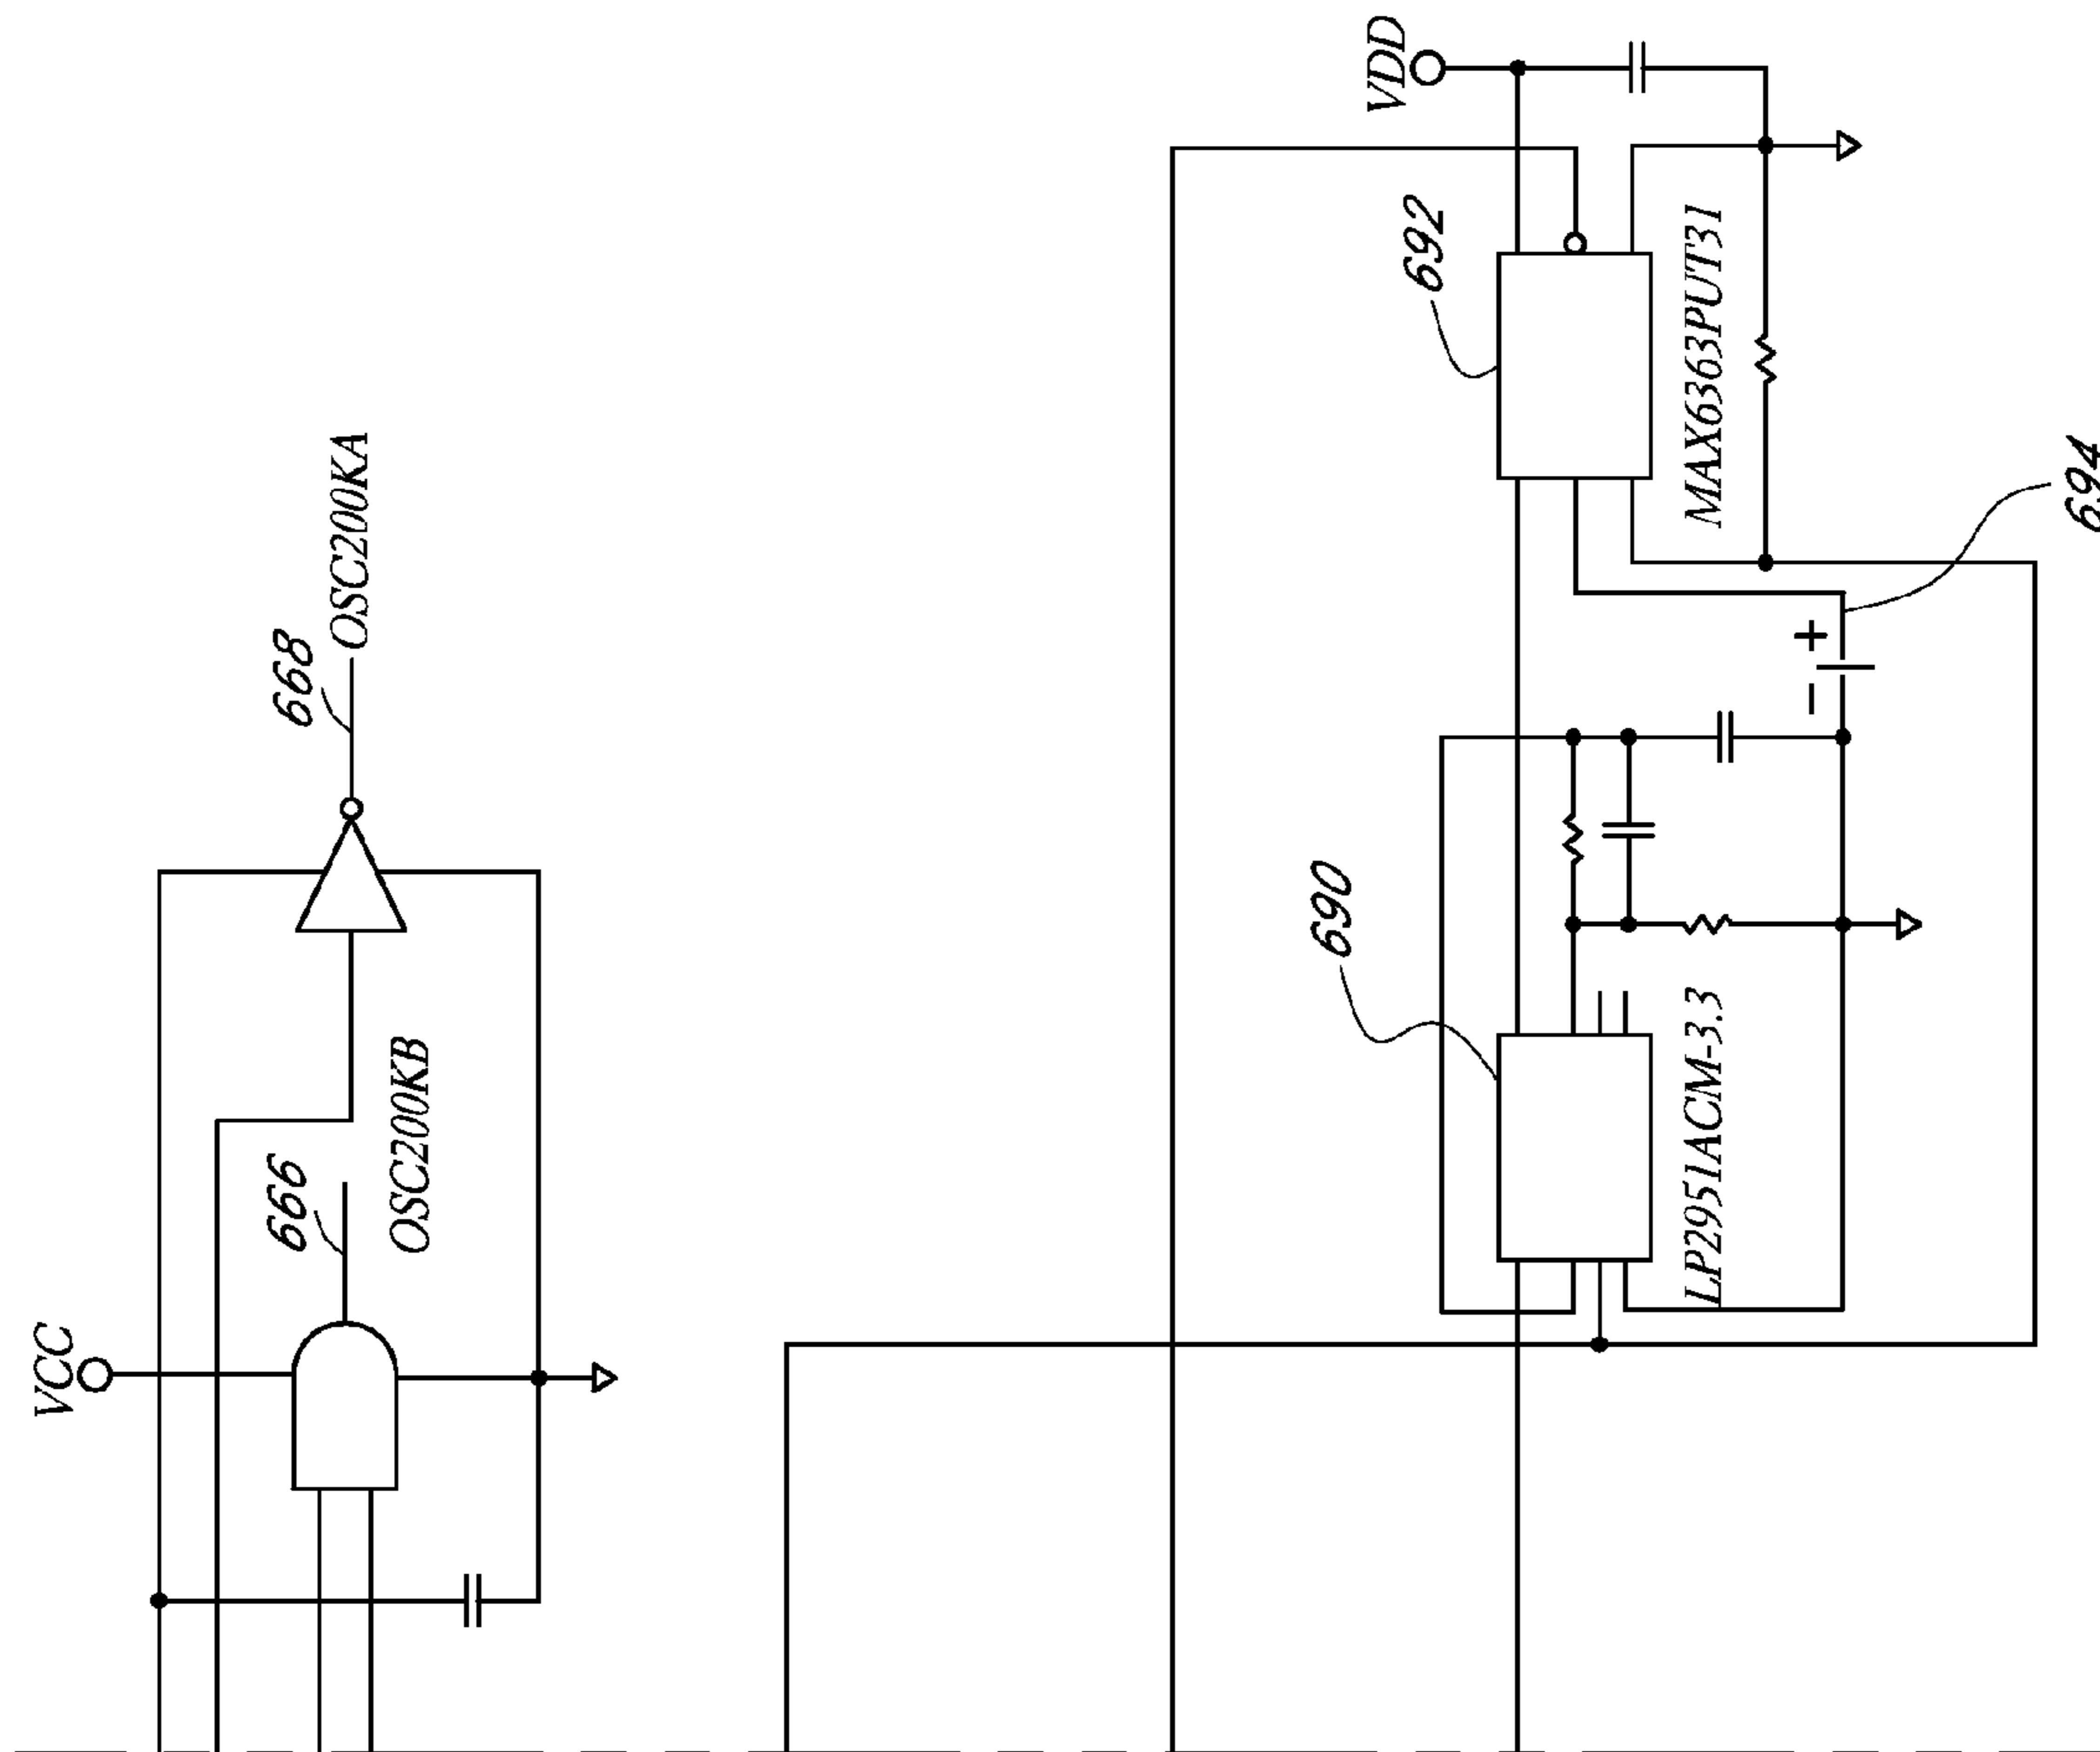 VCC
666
OSC200KB
668
OSC200KA
690
LP2951ACM-3.3
692
MAX6363PUT31
VDD
+
−
694